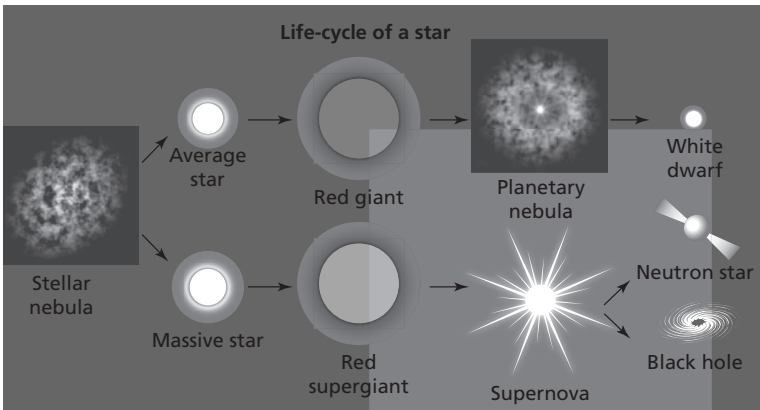 Life-cycle of a star
Average
star
Red giant
Planetary
nebula
White
dwarf
Stellar
nebula
Massive star
Red
supergiant
Supernova
Neutron star
Black hole